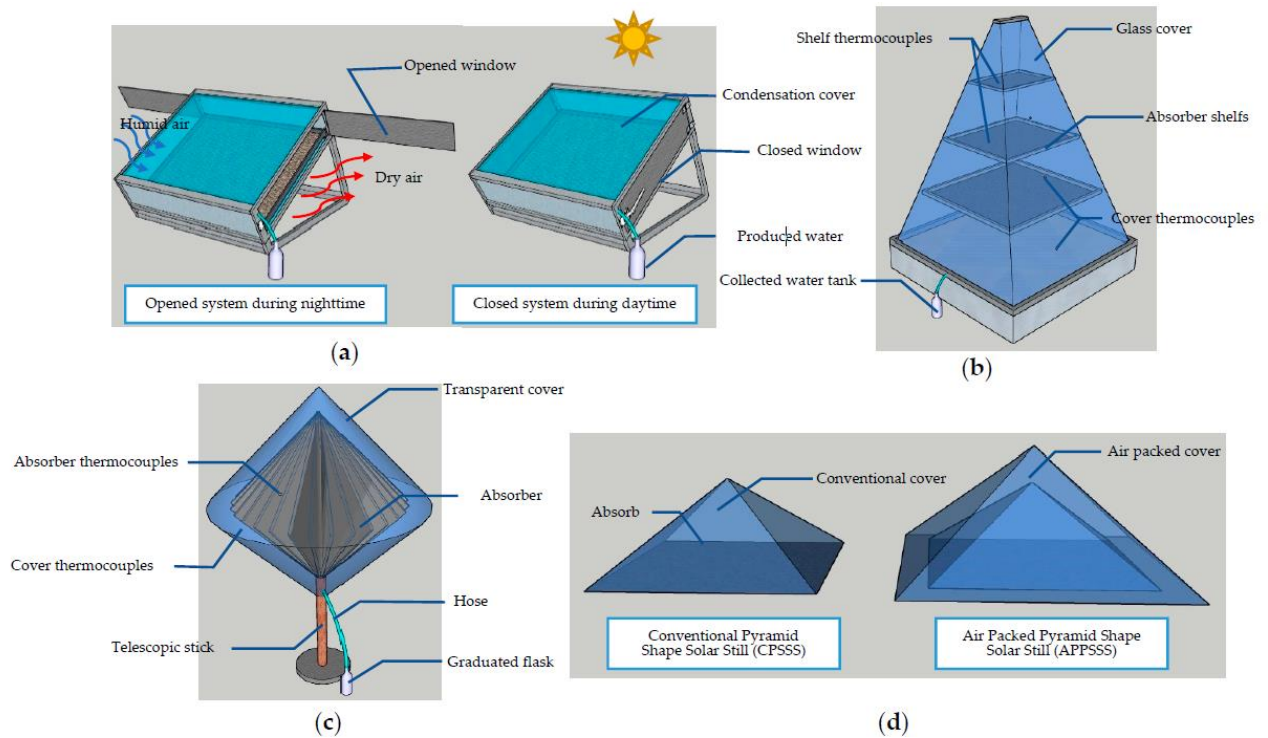 Opened window
Humid air
Dry air
Condensation cover
Closed window
Produced water
Opened system during nighttime
Closed system during daytime
(a)
Shelf thermocouples
Glass cover
Absorber shelfs
Cover thermocouples
Collected water tank
(b)
Transparent cover
Absorber thermocouples
Absorber
Cover thermocouples
Hose
Telescopic stick
Graduated flask
(c)
Air packed cover
Conventional cover
Absorb
Conventional Pyramid
Shape Solar Still (CPSSS)
Air Packed Pyramid Shape
Solar Still (APPSSS)
(d)